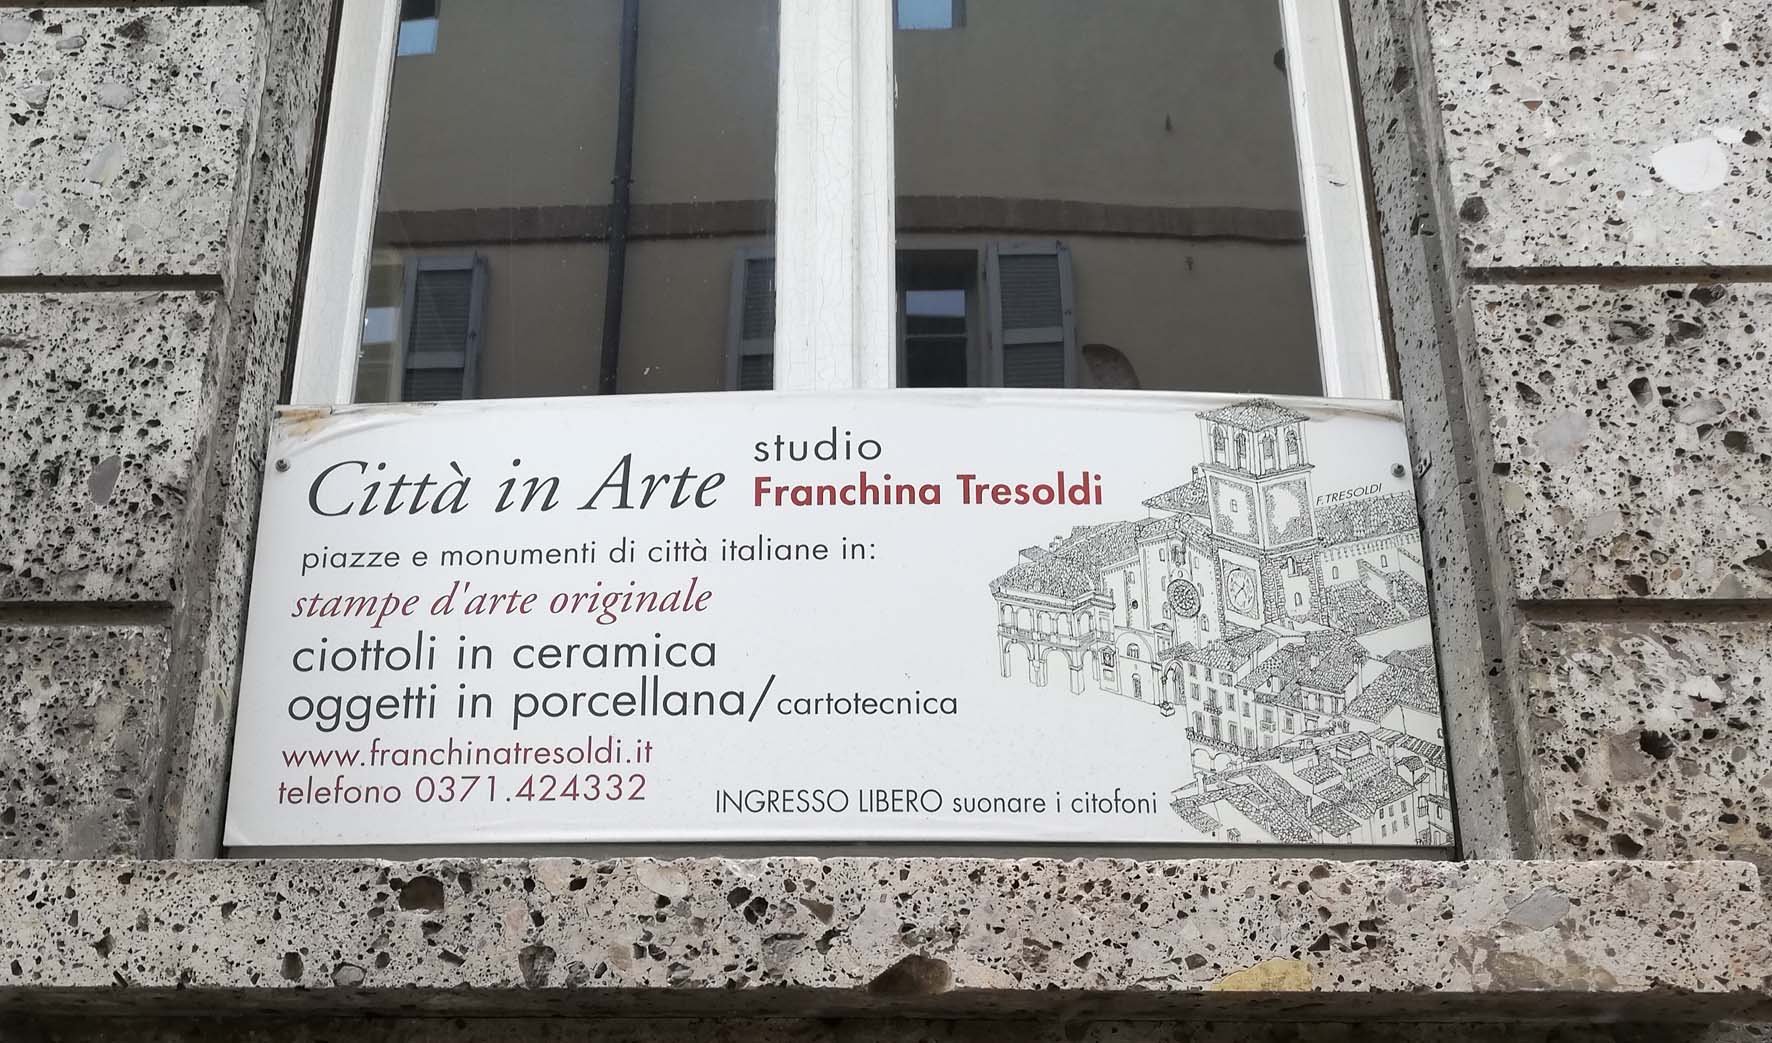 Città in Arte
studio
Franchina Tresoldi
piazze e monumenti di città italiane in:
stampe d'arte originale
ciottoli in ceramica
oggetti in porcellana/cartotecnica
www.franchinatresoldi.it
telefono 0371.424332
INGRESSO LIBERO suonare i citofoni
F. TRESOLDI